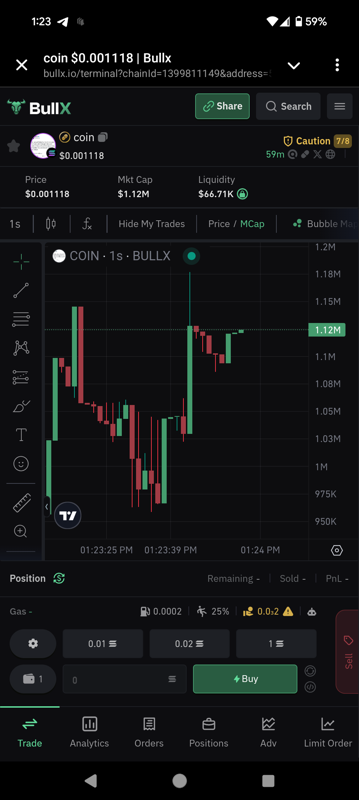 1:23
59%
coin $0.001118 | Bullx
bullx.io/terminal?chainId=1399811149&address=
BullX
Share
Search
coin
$0.001118
Caution 7/8
59m
Price
$0.001118
Mkt Cap
$1.12M
Liquidity
$66.71K
1s
Hide My Trades
Price / MCap
Bubble Ma
COIN · 1s · BULLX
1.2M
1.18M
1.15M
1.12M
1.1M
1.08M
1.05M
1.03M
1M
975K
950K
01:23:25 PM
01:23:39 PM
01:24 PM
Position
Remaining -
Sold -
PnL -
Gas -
0.0002
25%
0.0₃2
0.01
0.02
1
Sell
1
0
Buy
Trade
Analytics
Orders
Positions
Adv
Limit Order